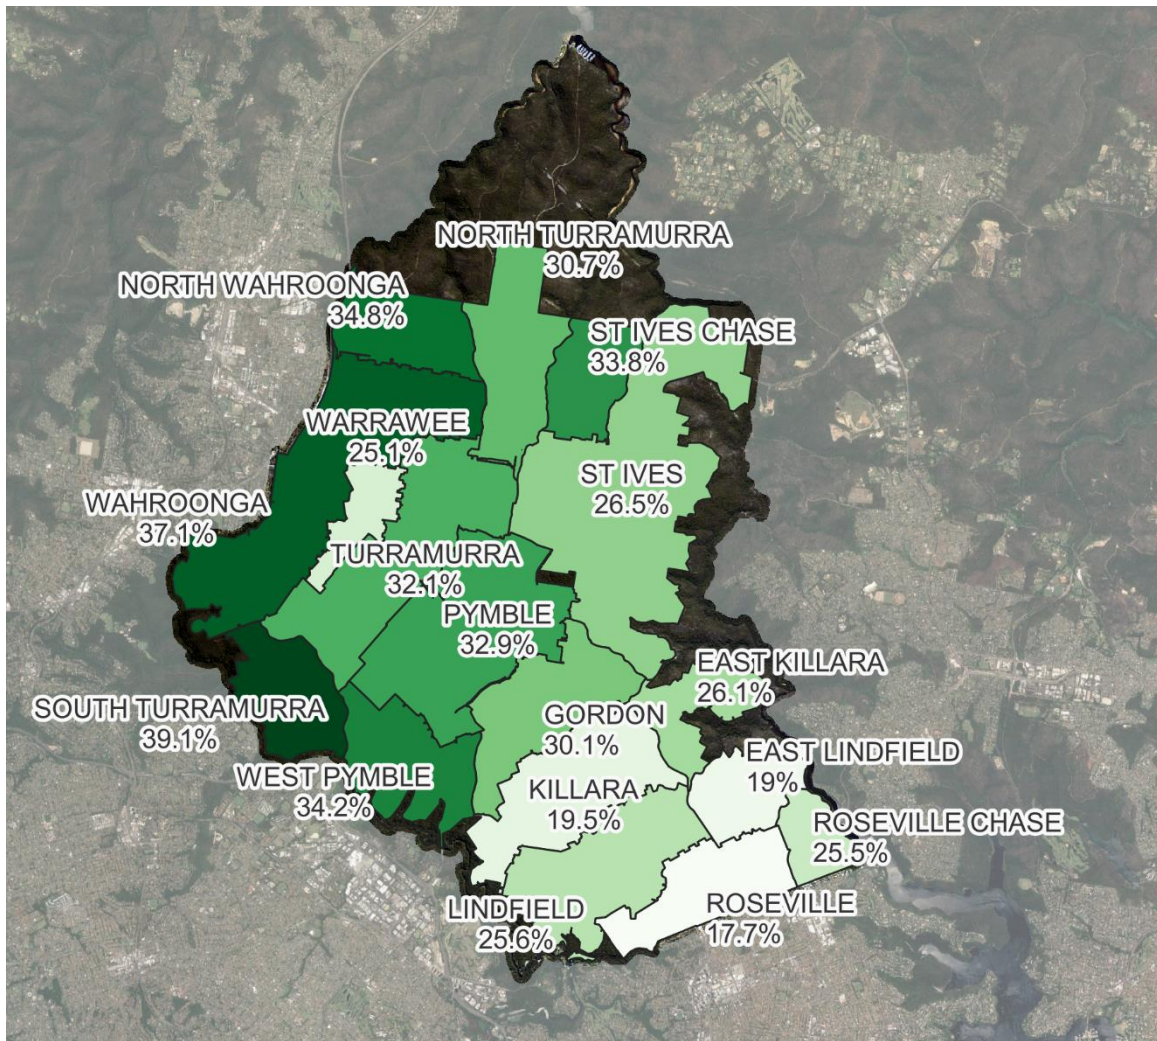 NORTH TURRAMURRA
30.7%
NORTH WAHROONGA
34.8%
ST IVES CHASE
33.8%
WARRAWEE
25.1%
ST IVES
26.5%
WAHROONGA
37.1%
TURRAMURRA
32.1%
PYMBLE
32.9%
EAST KILLARA
26.1%
SOUTH TURRAMURRA
39.1%
GORDON
30.1%
EAST LINDFIELD
19%
WEST PYMBLE
34.2%
KILLARA
19.5%
ROSEVILLE CHASE
25.5%
LINDFIELD
25.6%
ROSEVILLE
17.7%